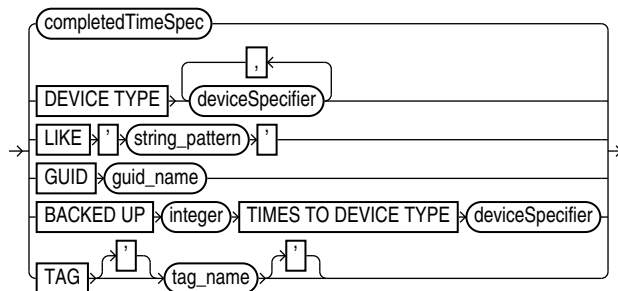 completedTimeSpec
,
DEVICE TYPE deviceSpecifier
LIKE ' string_pattern '
GUID guid_name
BACKED UP integer TIMES TO DEVICE TYPE deviceSpecifier
' '
TAG tag_name